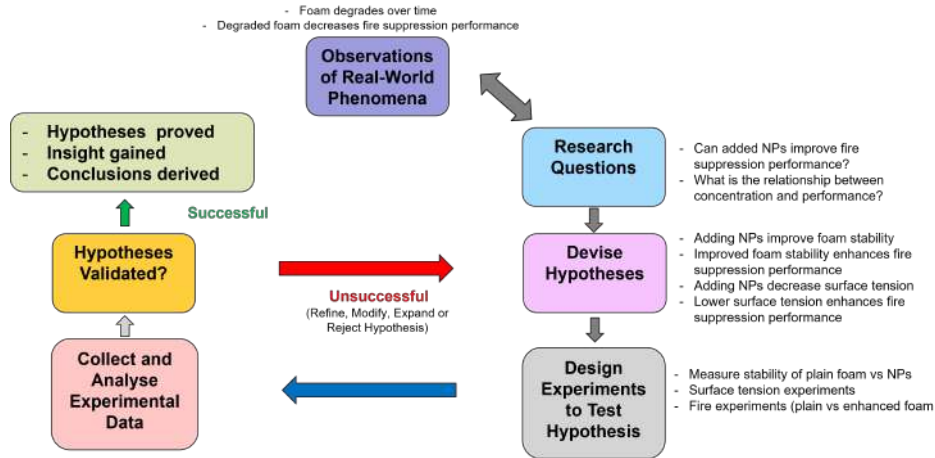 - Foam degrades over time
- Degraded foam decreases fire suppression performance
Observations
of Real-World
Phenomena
- Hypotheses proved
- Insight gained
- Conclusions derived
Research
Questions
- Can added NPs improve fire
suppression performance?
- What is the relationship between
concentration and performance?
Successful
Hypotheses
Validated?
Unsuccessful
(Refine, Modify, Expand or
Reject Hypothesis)
Devise
Hypotheses
- Adding NPs improve foam stability
- Improved foam stability enhances fire
suppression performance
- Adding NPs decrease surface tension
- Lower surface tension enhances fire
suppression performance
Collect and
Analyse
Experimental
Data
Design
Experiments
to Test
Hypothesis
- Measure stability of plain foam vs NPs
- Surface tension experiments
- Fire experiments (plain vs enhanced foam